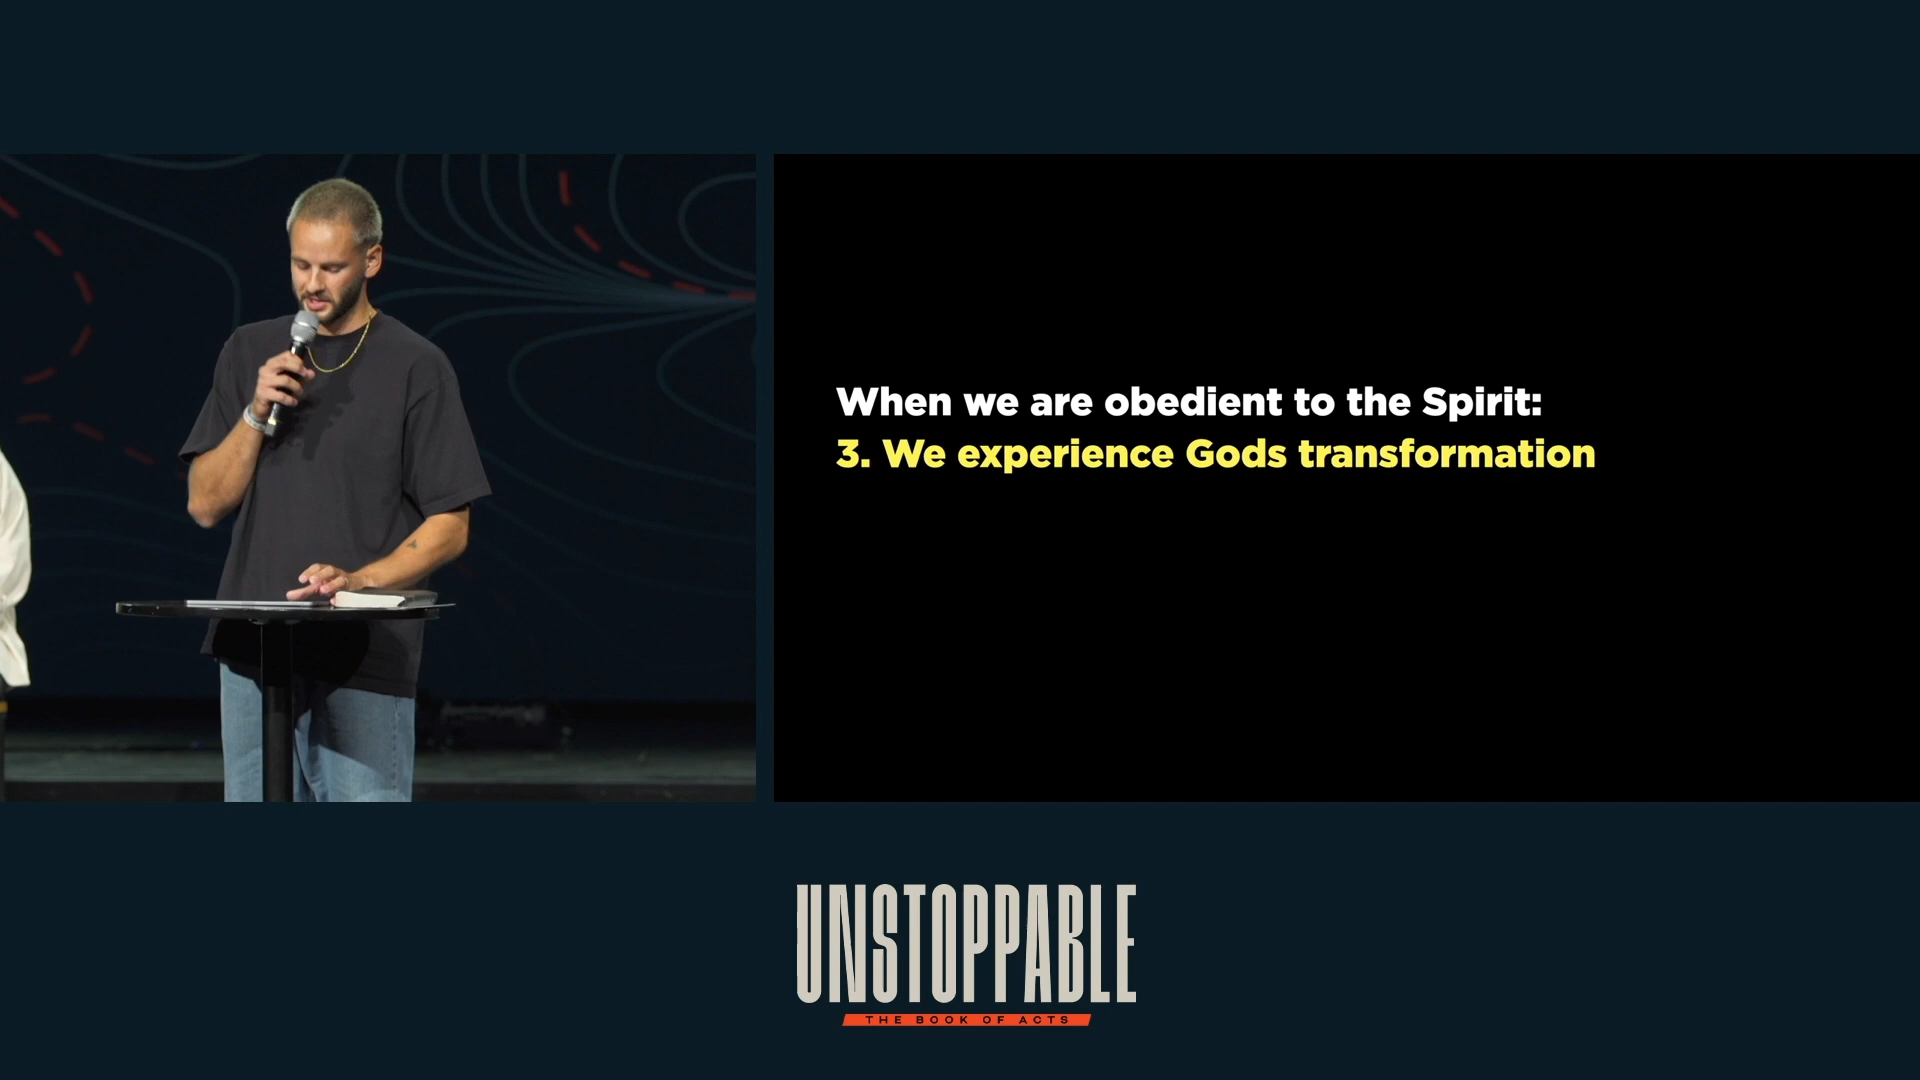 When we are obedient to the Spirit:
3. We experience Gods transformation
UNSTOPPABLE
THE BOOK OF ACTS